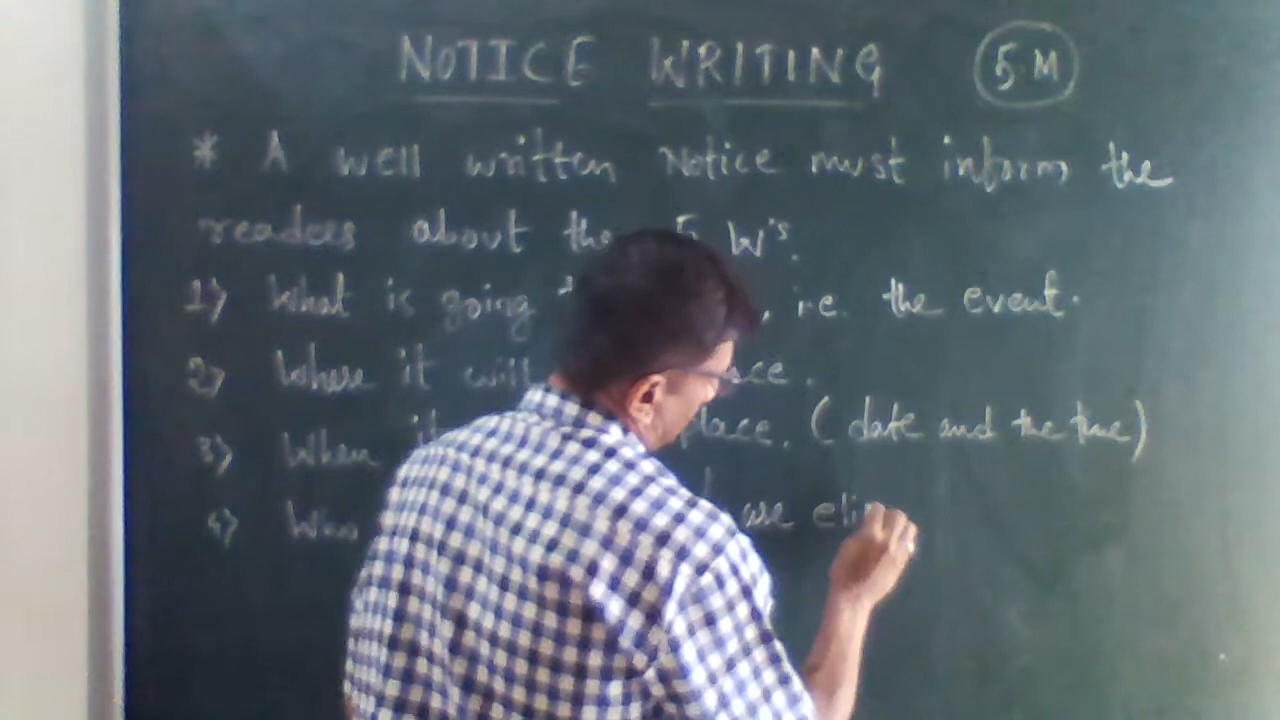 NOTICE WRITING 5 M
* A well written Notice must inform the
readers about the 5 W's.
1) What is going , i.e. the event.
2) Where it will
3) When it place. (date and the time)
4) Who are eli